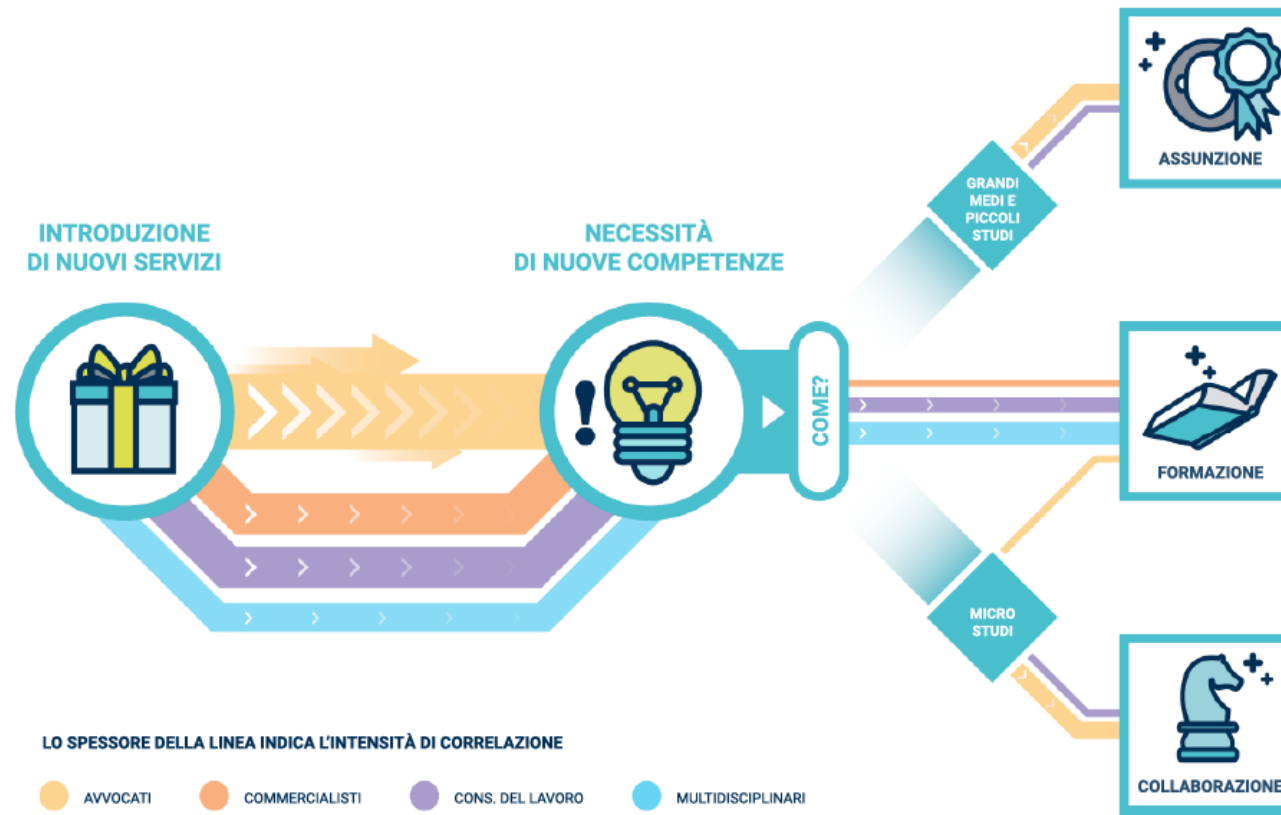 ASSUNZIONE
GRANDI
MEDI E
PICCOLI
STUDI
INTRODUZIONE
DI NUOVI SERVIZI
NECESSITÀ
DI NUOVE COMPETENZE
!
COME?
FORMAZIONE
MICRO
STUDI
COLLABORAZIONE
LO SPESSORE DELLA LINEA INDICA L'INTENSITÀ DI CORRELAZIONE
AVVOCATI
COMMERCIALISTI
CONS. DEL LAVORO
MULTIDISCIPLINARI